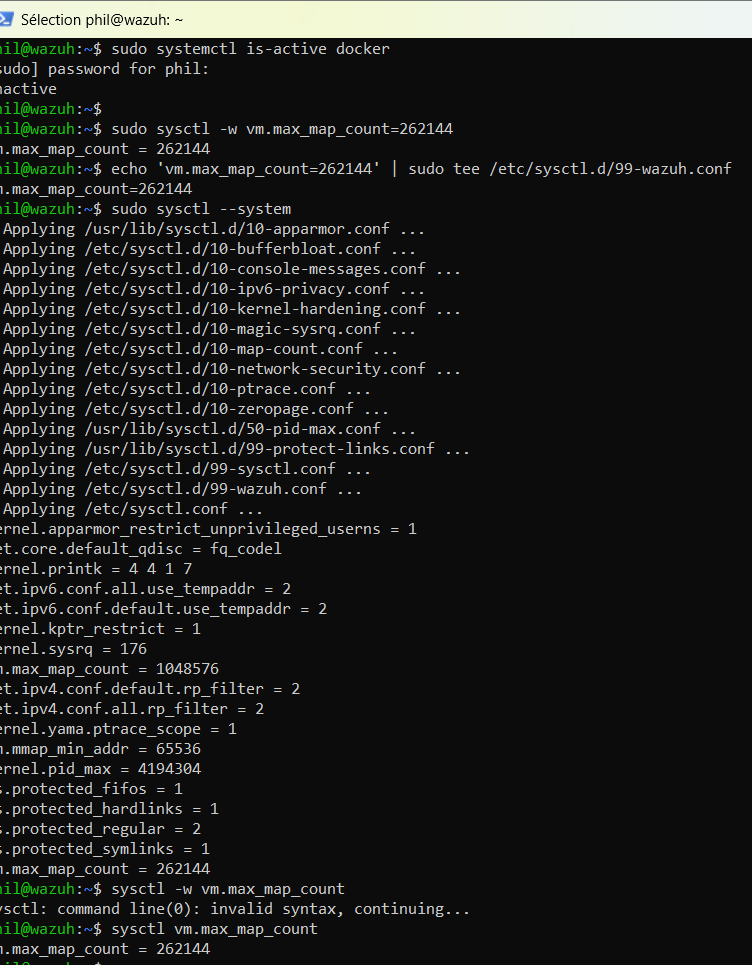 Sélection phil@wazuh: ~
il@wazuh:~$ sudo systemctl is-active docker
sudo] password for phil:
nactive
il@wazuh:~$
il@wazuh:~$ sudo sysctl -w vm.max_map_count=262144
m.max_map_count = 262144
il@wazuh:~$ echo 'vm.max_map_count=262144' | sudo tee /etc/sysctl.d/99-wazuh.conf
m.max_map_count=262144
il@wazuh:~$ sudo sysctl --system
Applying /usr/lib/sysctl.d/10-apparmor.conf ...
Applying /etc/sysctl.d/10-bufferbloat.conf ...
Applying /etc/sysctl.d/10-console-messages.conf ...
Applying /etc/sysctl.d/10-ipv6-privacy.conf ...
Applying /etc/sysctl.d/10-kernel-hardening.conf ...
Applying /etc/sysctl.d/10-magic-sysrq.conf ...
Applying /etc/sysctl.d/10-map-count.conf ...
Applying /etc/sysctl.d/10-network-security.conf ...
Applying /etc/sysctl.d/10-ptrace.conf ...
Applying /etc/sysctl.d/10-zeropage.conf ...
Applying /usr/lib/sysctl.d/50-pid-max.conf ...
Applying /usr/lib/sysctl.d/99-protect-links.conf ...
Applying /etc/sysctl.d/99-sysctl.conf ...
Applying /etc/sysctl.d/99-wazuh.conf ...
Applying /etc/sysctl.conf ...
ernel.apparmor_restrict_unprivileged_userns = 1
et.core.default_qdisc = fq_codel
ernel.printk = 4 4 1 7
et.ipv6.conf.all.use_tempaddr = 2
et.ipv6.conf.default.use_tempaddr = 2
ernel.kptr_restrict = 1
ernel.sysrq = 176
m.max_map_count = 1048576
et.ipv4.conf.default.rp_filter = 2
et.ipv4.conf.all.rp_filter = 2
ernel.yama.ptrace_scope = 1
m.mmap_min_addr = 65536
ernel.pid_max = 4194304
s.protected_fifos = 1
s.protected_hardlinks = 1
s.protected_regular = 2
s.protected_symlinks = 1
m.max_map_count = 262144
il@wazuh:~$ sysctl -w vm.max_map_count
ysctl: command line(0): invalid syntax, continuing...
il@wazuh:~$ sysctl vm.max_map_count
m.max_map_count = 262144